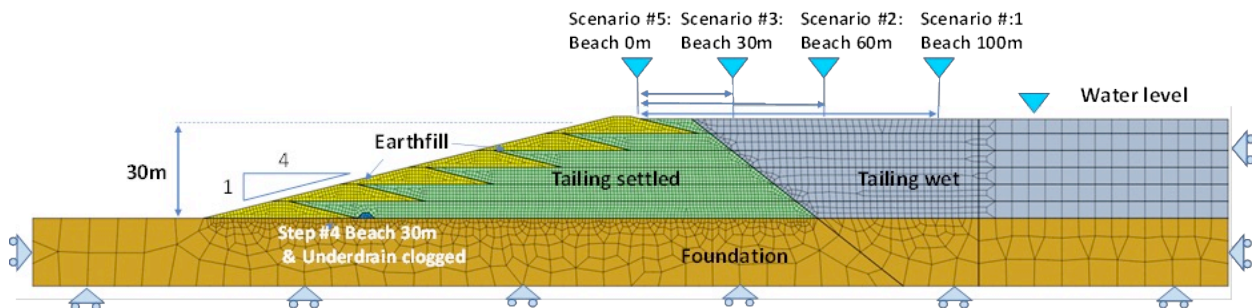 Scenario #5: Scenario #3: Scenario #2: Scenario #:1
Beach 0m Beach 30m Beach 60m Beach 100m
Water level
Earthfill
4
30m
1
Tailing settled
Tailing wet
Step #4 Beach 30m
& Underdrain clogged
Foundation